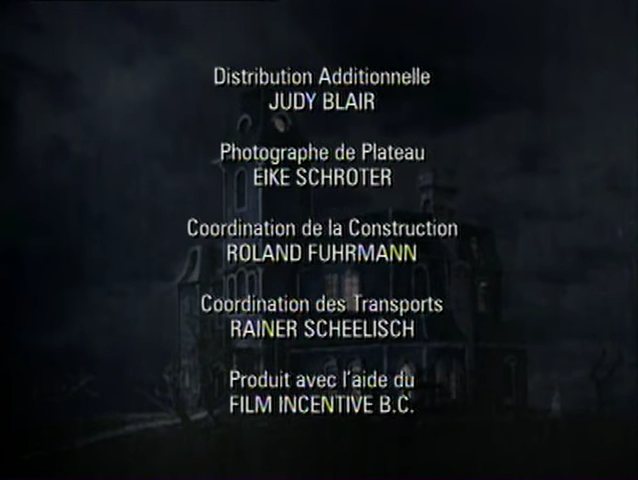 Distribution Additionnelle
JUDY BLAIR
Photographe de Plateau
EIKE SCHROTER
Coordination de la Construction
ROLAND FUHRMANN
Coordination des Transports
RAINER SCHEELISCH
Produit avec l'aide du
FILM INCENTIVE B.C.